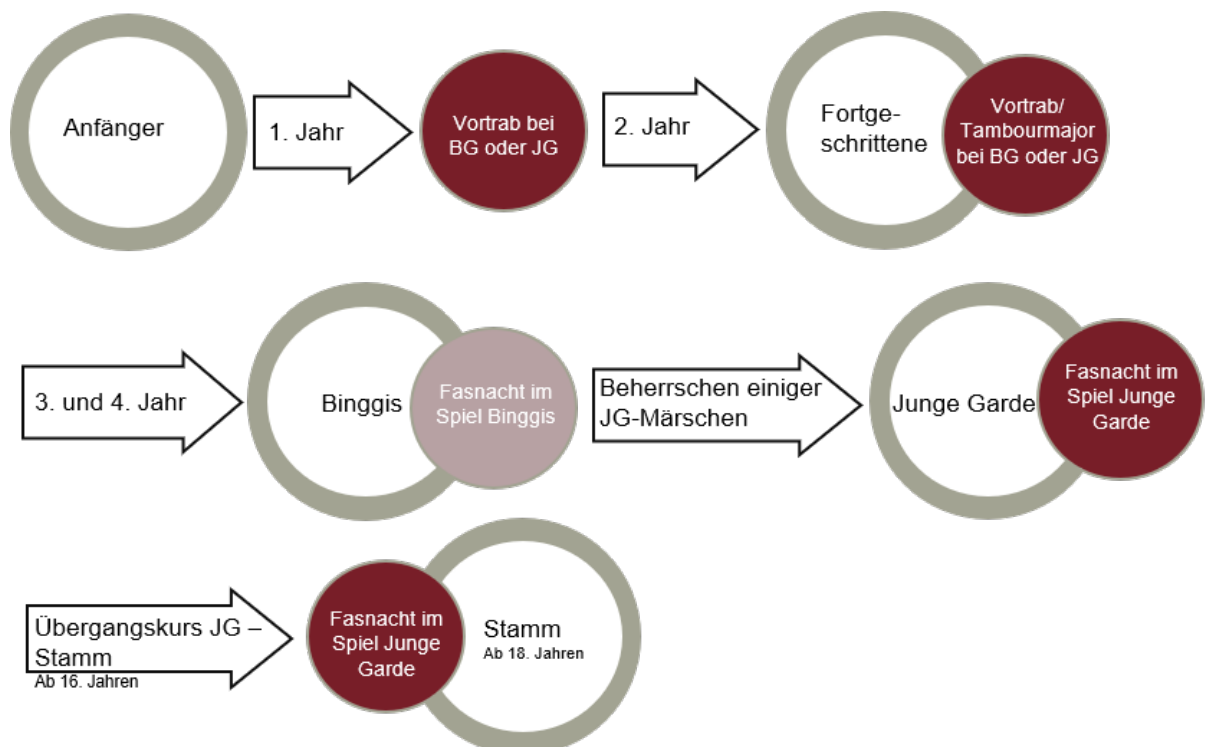 Anfänger
1. Jahr
Vortrab bei
BG oder JG
2. Jahr
Fortge-
schrittene
Vortrab/
Tambourmajor
bei BG oder JG
3. und 4. Jahr
Binggis
Fasnacht im
Spiel Binggis
Beherrschen einiger
JG-Märschen
Junge Garde
Fasnacht im
Spiel Junge
Garde
Übergangskurs JG –
Stamm
Ab 16. Jahren
Fasnacht im
Spiel Junge
Garde
Stamm
Ab 18. Jahren